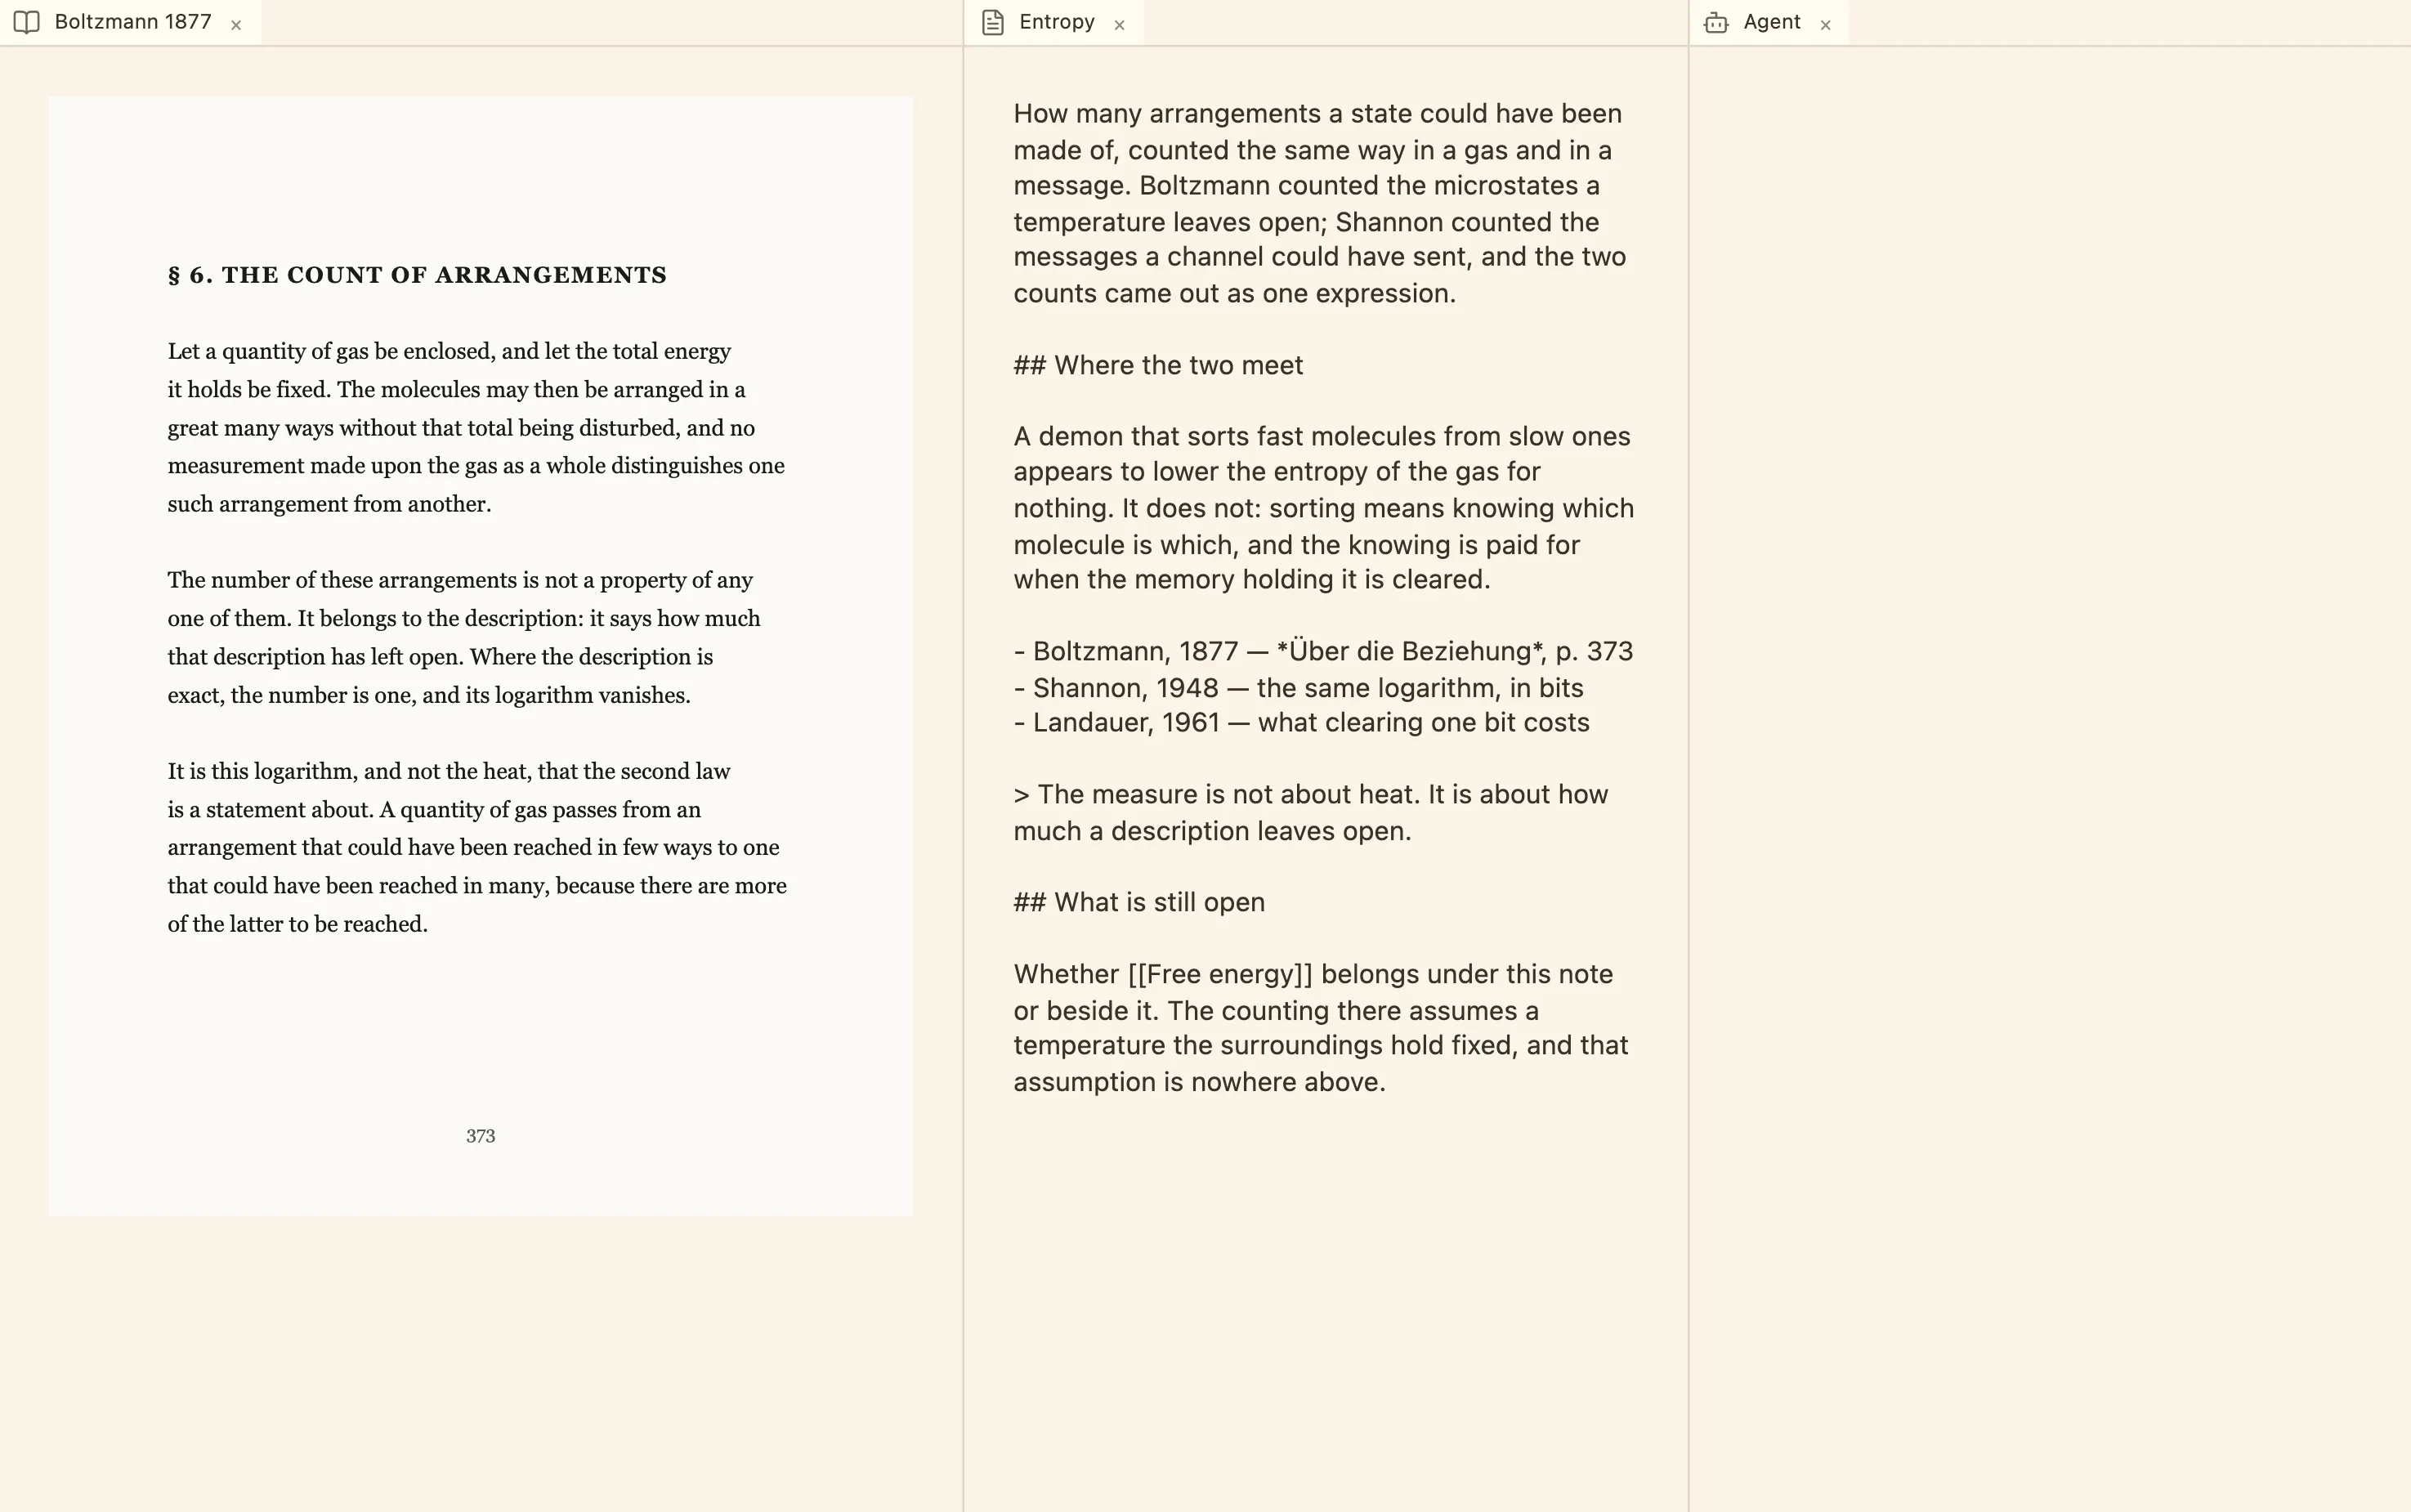 Boltzmann 1877 ×
§ 6. THE COUNT OF ARRANGEMENTS
Let a quantity of gas be enclosed, and let the total energy
it holds be fixed. The molecules may then be arranged in a
great many ways without that total being disturbed, and no
measurement made upon the gas as a whole distinguishes one
such arrangement from another.
The number of these arrangements is not a property of any
one of them. It belongs to the description: it says how much
that description has left open. Where the description is
exact, the number is one, and its logarithm vanishes.
It is this logarithm, and not the heat, that the second law
is a statement about. A quantity of gas passes from an
arrangement that could have been reached in few ways to one
that could have been reached in many, because there are more
of the latter to be reached.
373
Entropy ×
How many arrangements a state could have been
made of, counted the same way in a gas and in a
message. Boltzmann counted the microstates a
temperature leaves open; Shannon counted the
messages a channel could have sent, and the two
counts came out as one expression.
## Where the two meet
A demon that sorts fast molecules from slow ones
appears to lower the entropy of the gas for
nothing. It does not: sorting means knowing which
molecule is which, and the knowing is paid for
when the memory holding it is cleared.
- Boltzmann, 1877 — *Über die Beziehung*, p. 373
- Shannon, 1948 — the same logarithm, in bits
- Landauer, 1961 — what clearing one bit costs
> The measure is not about heat. It is about how
much a description leaves open.
## What is still open
Whether [[Free energy]] belongs under this note
or beside it. The counting there assumes a
temperature the surroundings hold fixed, and that
assumption is nowhere above.
Agent ×